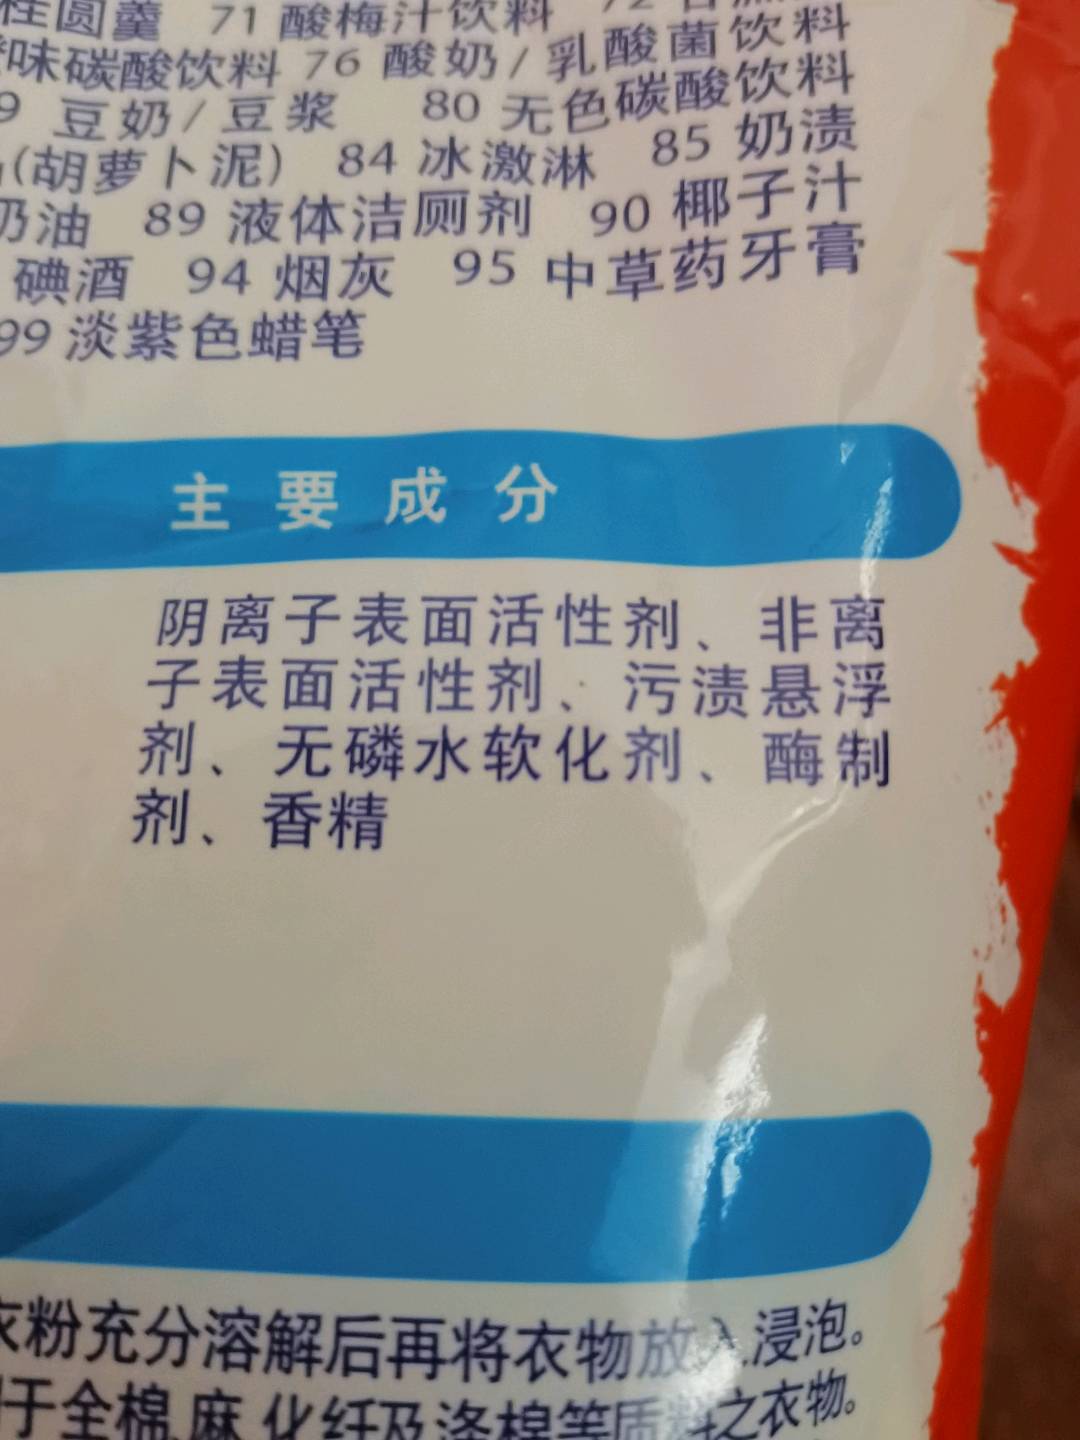 桂圆羹 71 酸梅汁饮料 72
味碳酸饮料 76 酸奶/乳酸菌饮料
9 豆奶/豆浆 80 无色碳酸饮料
(胡萝卜泥) 84 冰激淋 85 奶渍
奶油 89 液体洁厕剂 90 椰子汁
碘酒 94 烟灰 95 中草药牙膏
99 淡紫色蜡笔
主要成分
阴离子表面活性剂、非离
子表面活性剂、污渍悬浮
剂、无磷水软化剂、酶制
剂、香精
衣粉充分溶解后再将衣物放入浸泡。
于全棉、麻、化纤及涤棉等质料之衣物。